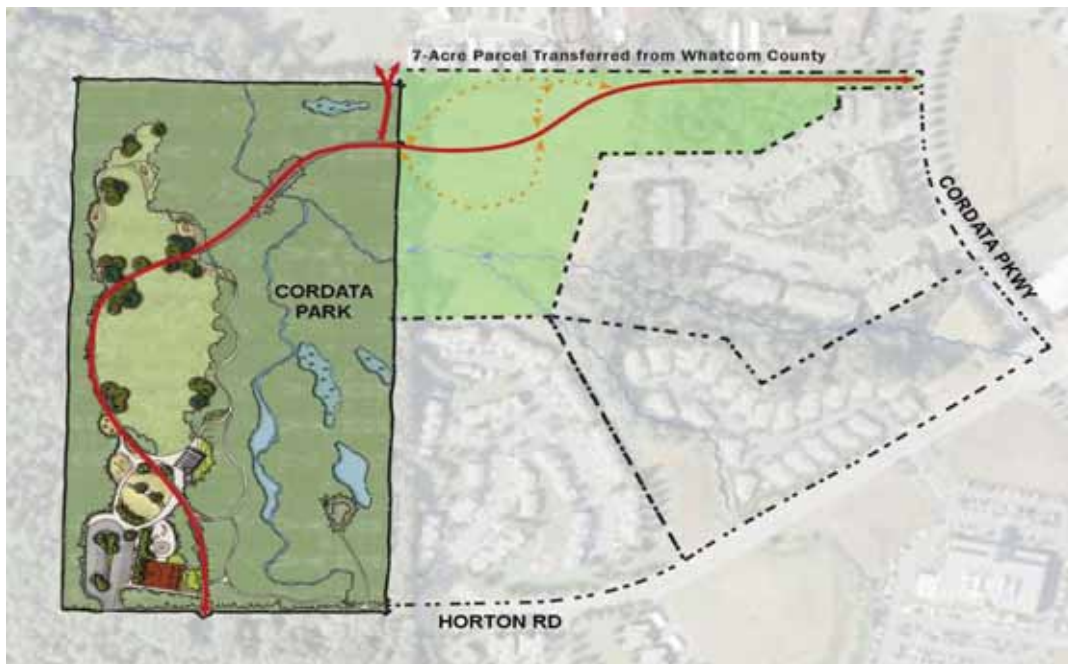 7-Acre Parcel Transferred from Whatcom County
CORDATA
PARK
CORDATA PKWY
HORTON RD